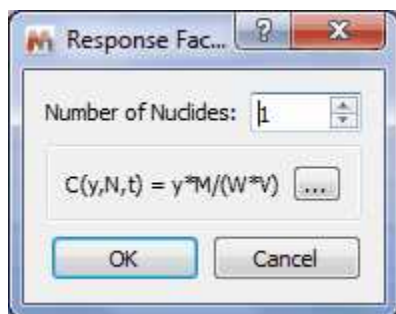 Response Fac...
Number of Nuclides: 1
C(y,N,t) = y*M/(W*V) ...
OK Cancel